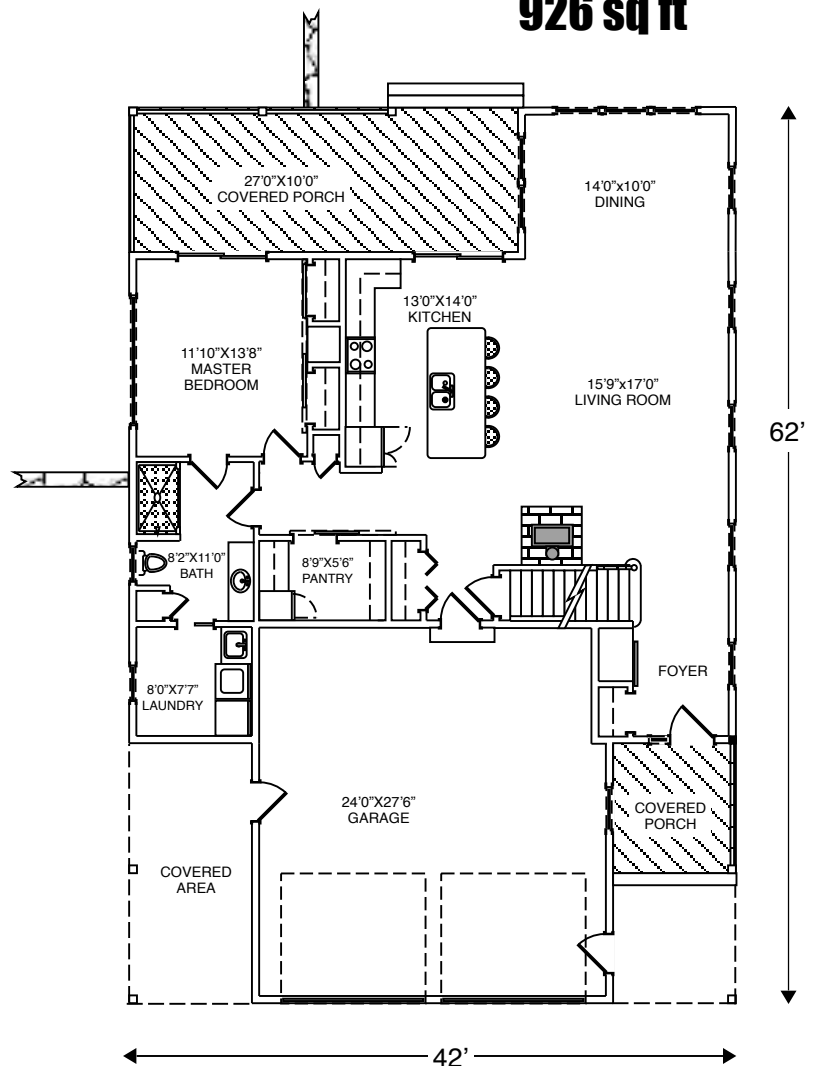 926 sq ft
27'0"X10'0"
COVERED PORCH
14'0"x10'0"
DINING
13'0"X14'0"
KITCHEN
11'10"X13'8"
MASTER
BEDROOM
15'9"x17'0"
LIVING ROOM
62'
8'2"X11'0"
BATH
8'9"X5'6"
PANTRY
FOYER
8'0"X7'7"
LAUNDRY
24'0"X27'6"
GARAGE
COVERED
PORCH
COVERED
AREA
42'